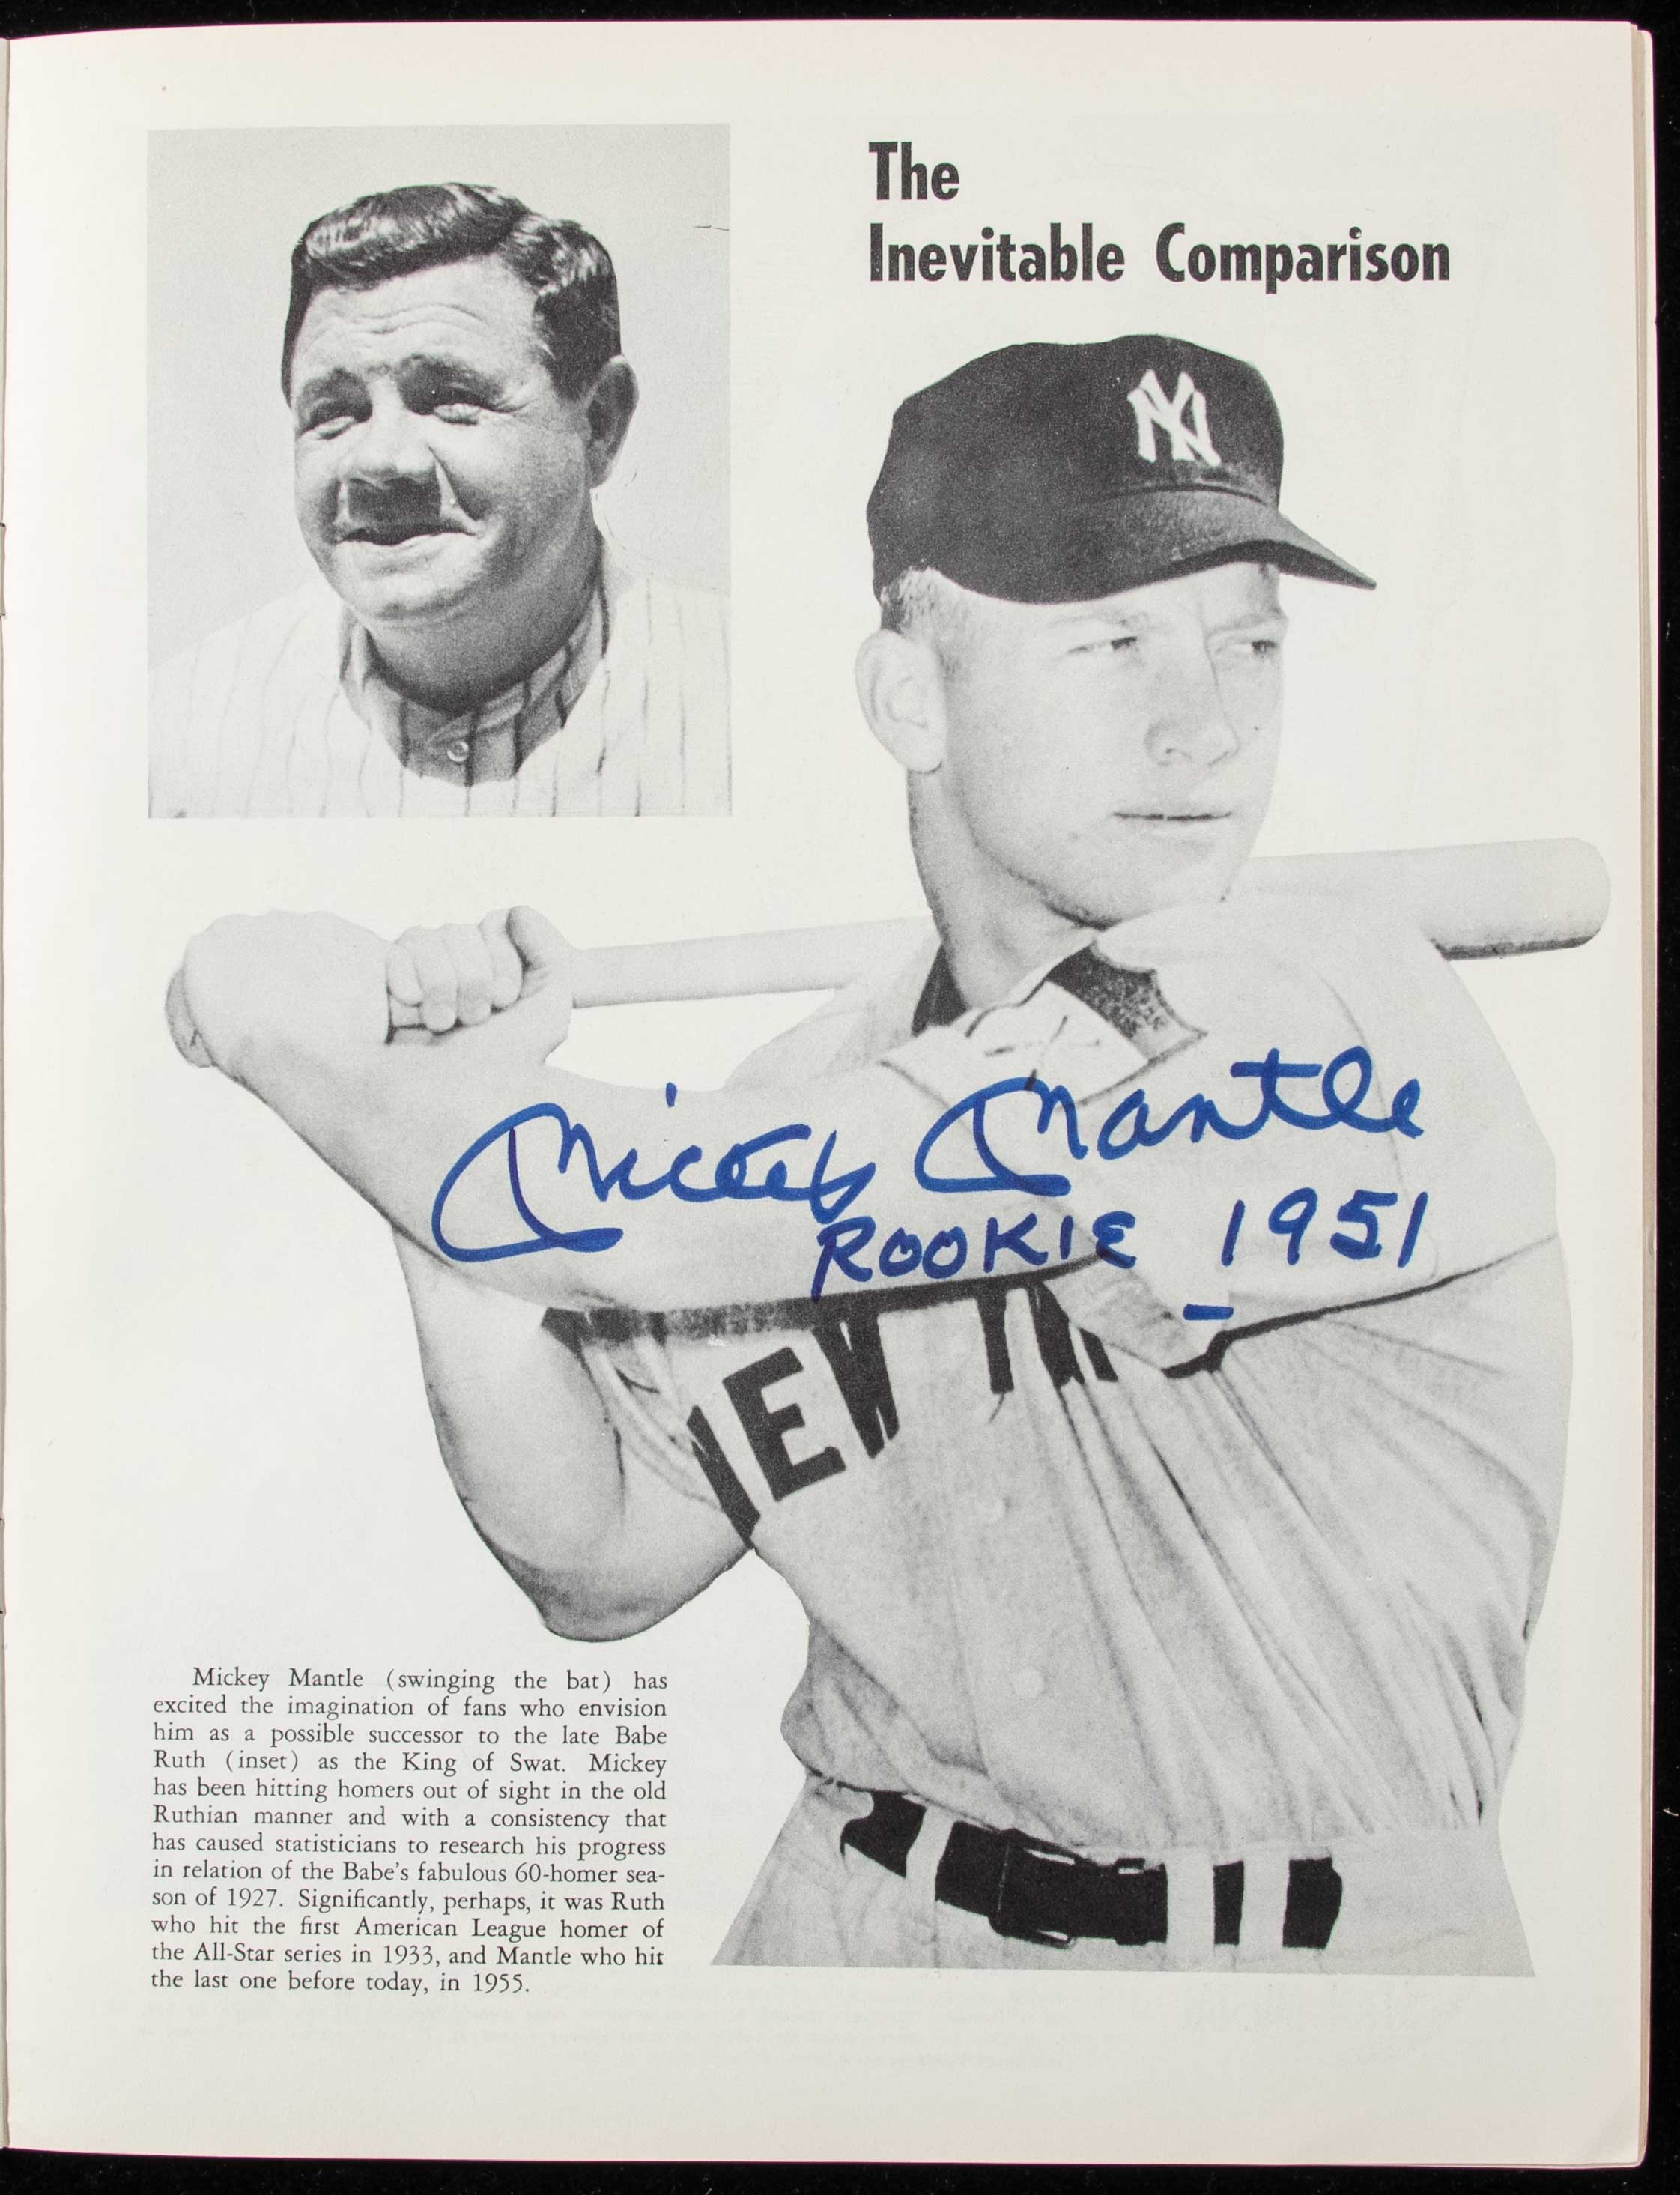 The
Inevitable Comparison
NY
Mickey Mantle
ROOKIE 1951
NEW
Mickey Mantle (swinging the bat) has
excited the imagination of fans who envision
him as a possible successor to the late Babe
Ruth (inset) as the King of Swat. Mickey
has been hitting homers out of sight in the old
Ruthian manner and with a consistency that
has caused statisticians to research his progress
in relation of the Babe's fabulous 60-homer sea-
son of 1927. Significantly, perhaps, it was Ruth
who hit the first American League homer of
the All-Star series in 1933, and Mantle who hit
the last one before today, in 1955.